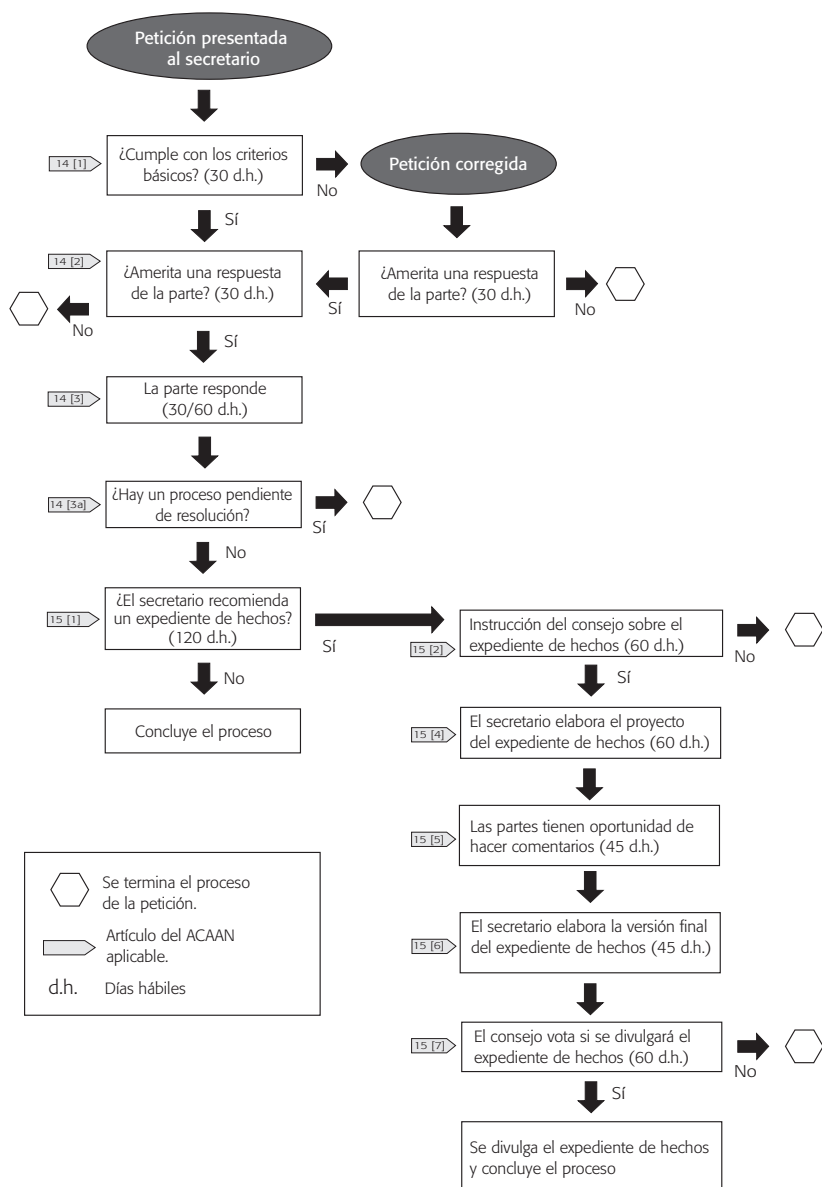 Petición presentada
al secretario
14 [1]
¿Cumple con los criterios
básicos? (30 d.h.)
No
Petición corregida
Sí
14 [2]
¿Amerita una respuesta
de la parte? (30 d.h.)
Sí
¿Amerita una respuesta
de la parte? (30 d.h.)
No
No
Sí
14 [3]
La parte responde
(30/60 d.h.)
14 [3a]
¿Hay un proceso pendiente
de resolución?
Sí
No
15 [1]
¿El secretario recomienda
un expediente de hechos?
(120 d.h.)
Sí
No
Concluye el proceso
15 [2]
Instrucción del consejo sobre el
expediente de hechos (60 d.h.)
No
Sí
15 [4]
El secretario elabora el proyecto
del expediente de hechos (60 d.h.)
15 [5]
Las partes tienen oportunidad de
hacer comentarios (45 d.h.)
15 [6]
El secretario elabora la versión final
del expediente de hechos (45 d.h.)
15 [7]
El consejo vota si se divulgará el
expediente de hechos (60 d.h.)
No
Sí
Se divulga el expediente de hechos
y concluye el proceso
Se termina el proceso
de la petición.
Artículo del ACAAN
aplicable.
d.h. Días hábiles